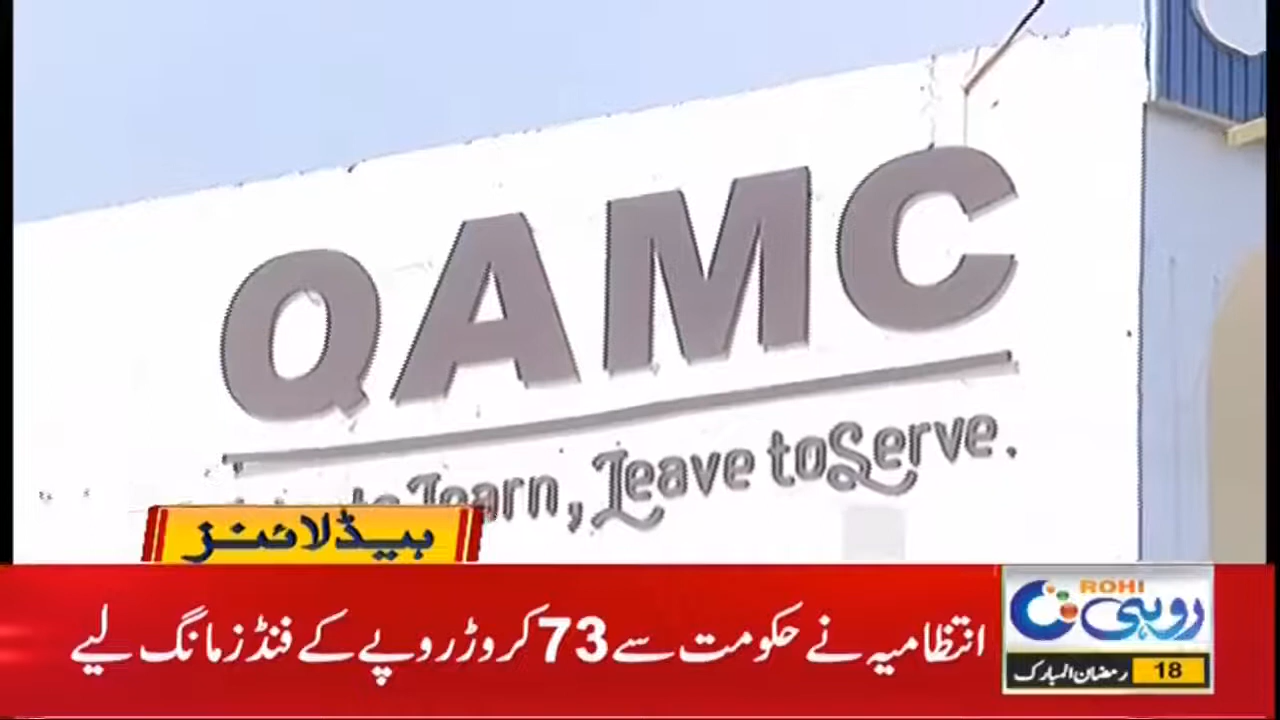 QAMC
Learn, Leave to Serve.
ہیڈلائنز
انتظامیہ نے حکومت سے 73 کروڑ روپے کے فنڈز مانگ لیے
ROHI
روہی
18 رمضان المبارک